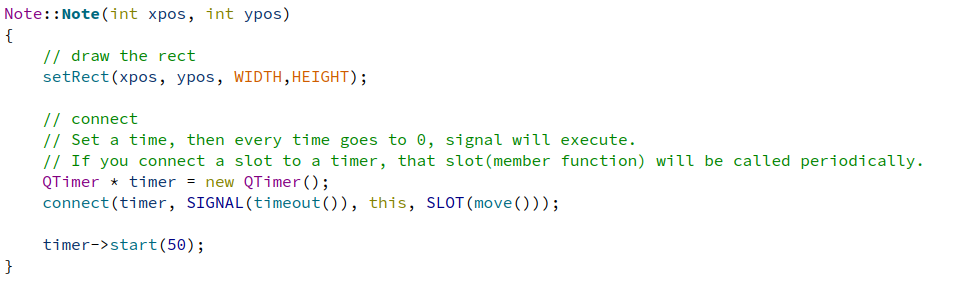 Note::Note(int xpos, int ypos)
{
    // draw the rect
    setRect(xpos, ypos, WIDTH,HEIGHT);

    // connect
    // Set a time, then every time goes to 0, signal will execute.
    // If you connect a slot to a timer, that slot(member function) will be called periodically.
    QTimer * timer = new QTimer();
    connect(timer, SIGNAL(timeout()), this, SLOT(move()));

    timer->start(50);
}